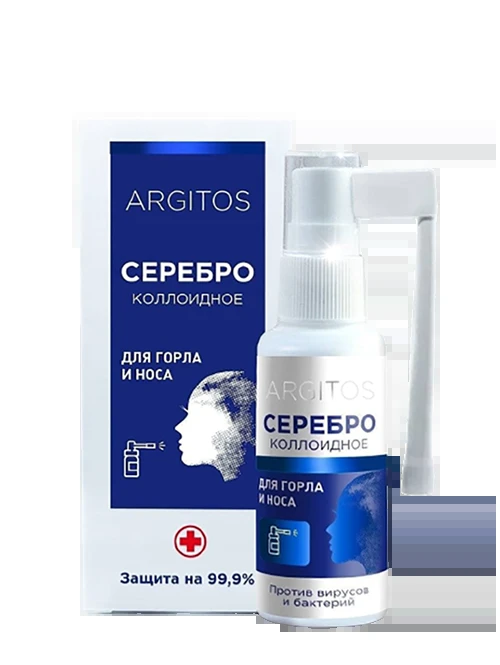 ARGITOS
СЕРЕБРО
КОЛЛОИДНОЕ
ДЛЯ ГОРЛА
И НОСА
Защита на 99,9%
ARGITOS
СЕРЕБРО
КОЛЛОИДНОЕ
ДЛЯ ГОРЛА
И НОСА
Против вирусов
и бактерий